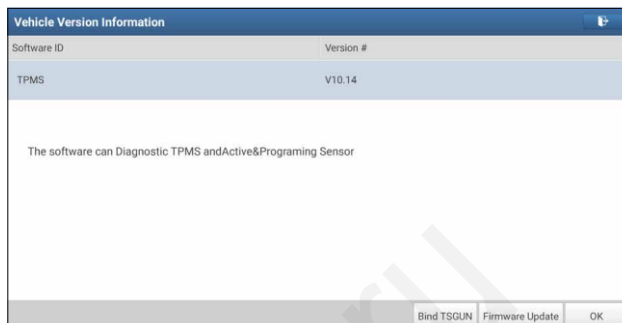 Vehicle Version Information
Software ID Version #
TPMS V10.14
The software can Diagnostic TPMS andActive&Programing Sensor
Bind TSGUN Firmware Update OK